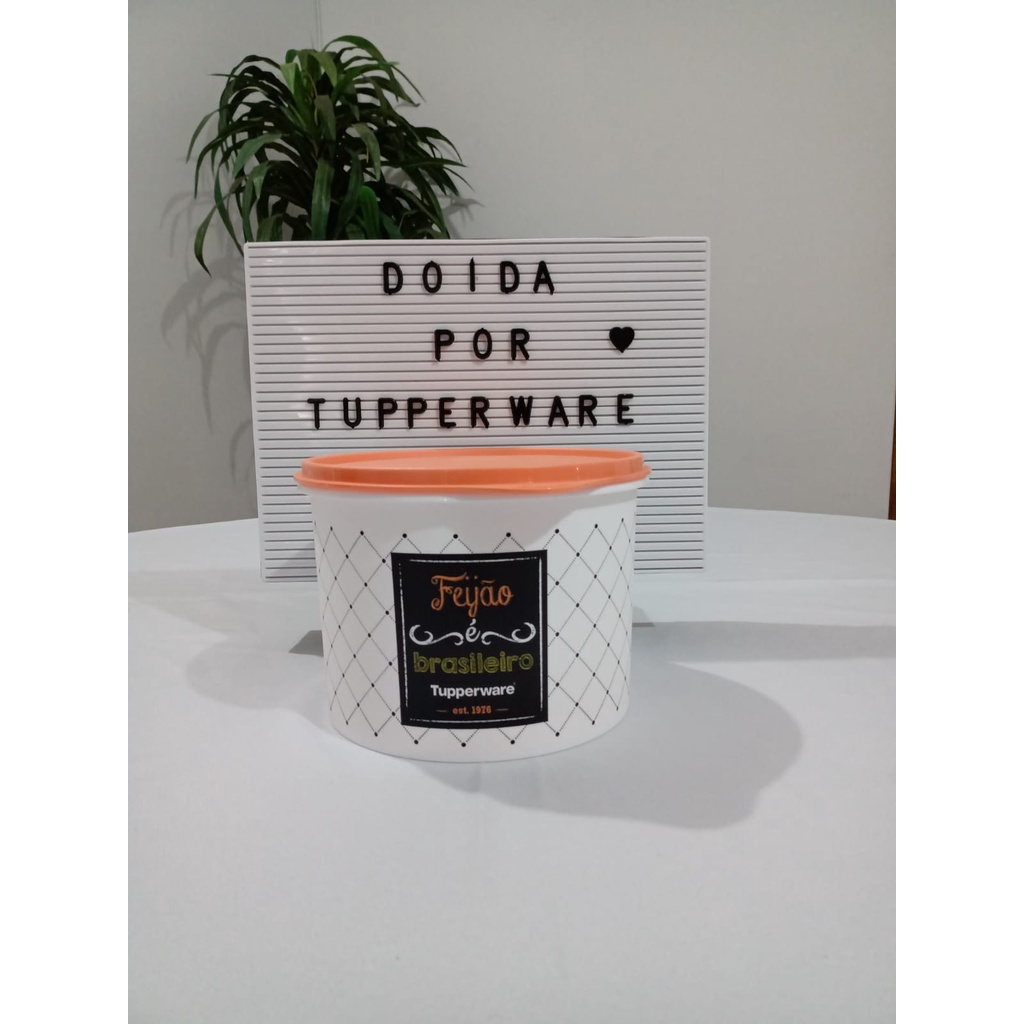 DOIDA
POR ♥
TUPPERWARE
Feijão
é
brasileiro
Tupperware
est. 1976